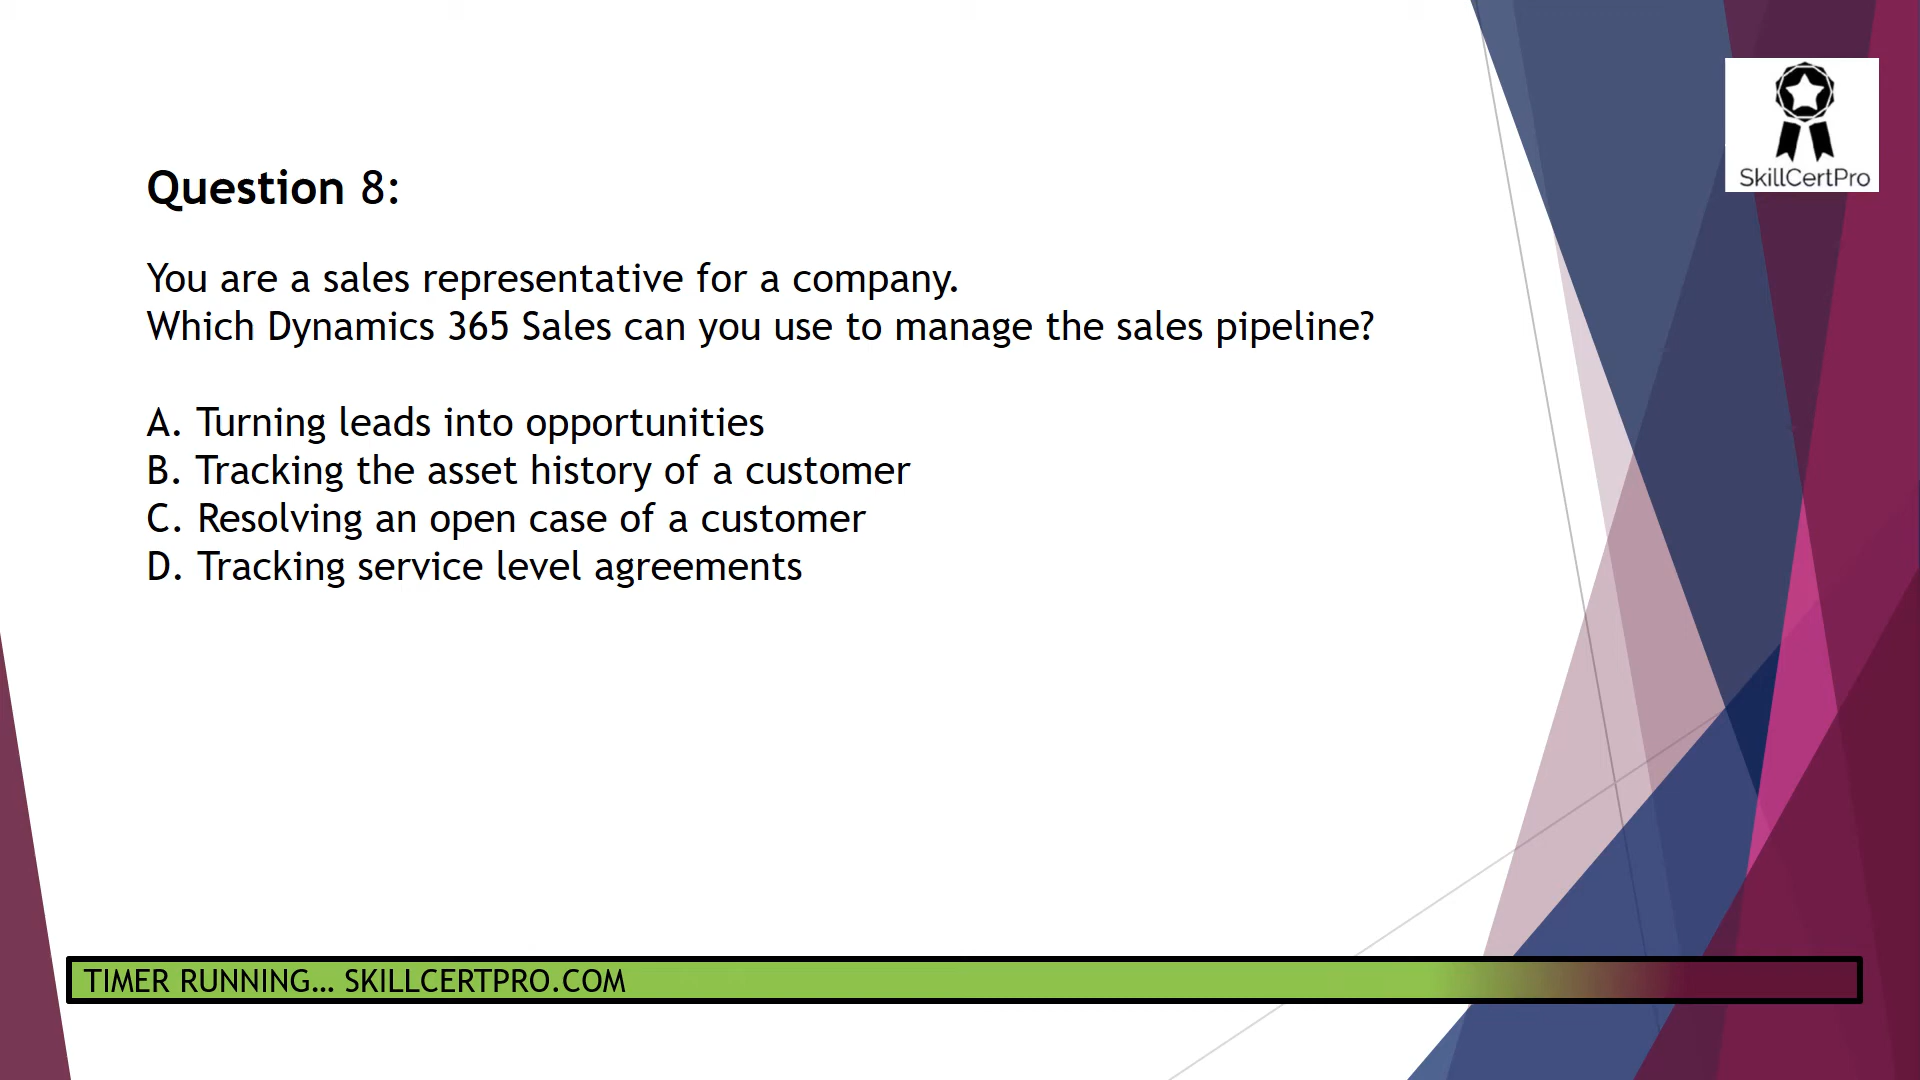 SkillCertPro
Question 8:
You are a sales representative for a company.
Which Dynamics 365 Sales can you use to manage the sales pipeline?
A. Turning leads into opportunities
B. Tracking the asset history of a customer
C. Resolving an open case of a customer
D. Tracking service level agreements
TIMER RUNNING... SKILLCERTPRO.COM